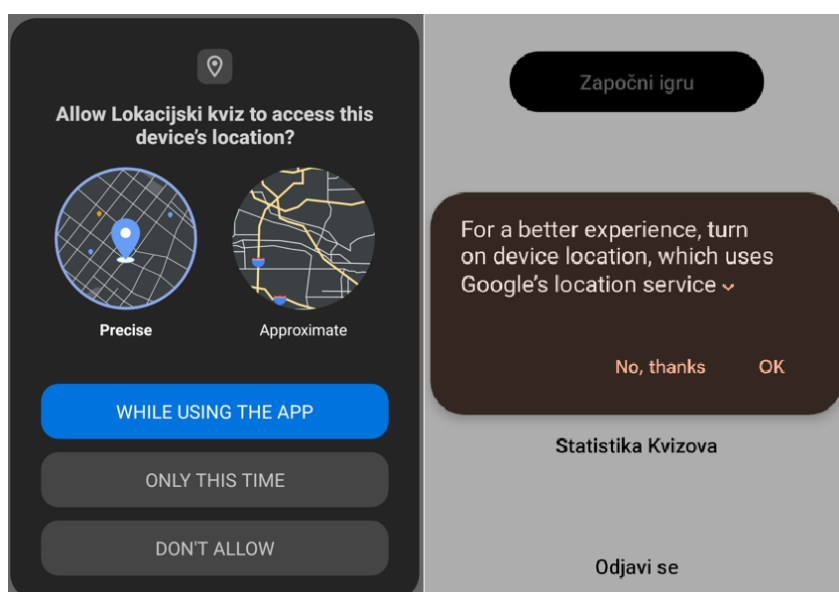 Allow Lokacijski kviz to access this
device's location?
Precise
Approximate
WHILE USING THE APP
ONLY THIS TIME
DON'T ALLOW
Započni igru
For a better experience, turn
on device location, which uses
Google's location service
No, thanks
OK
Statistika Kvizova
Odjavi se